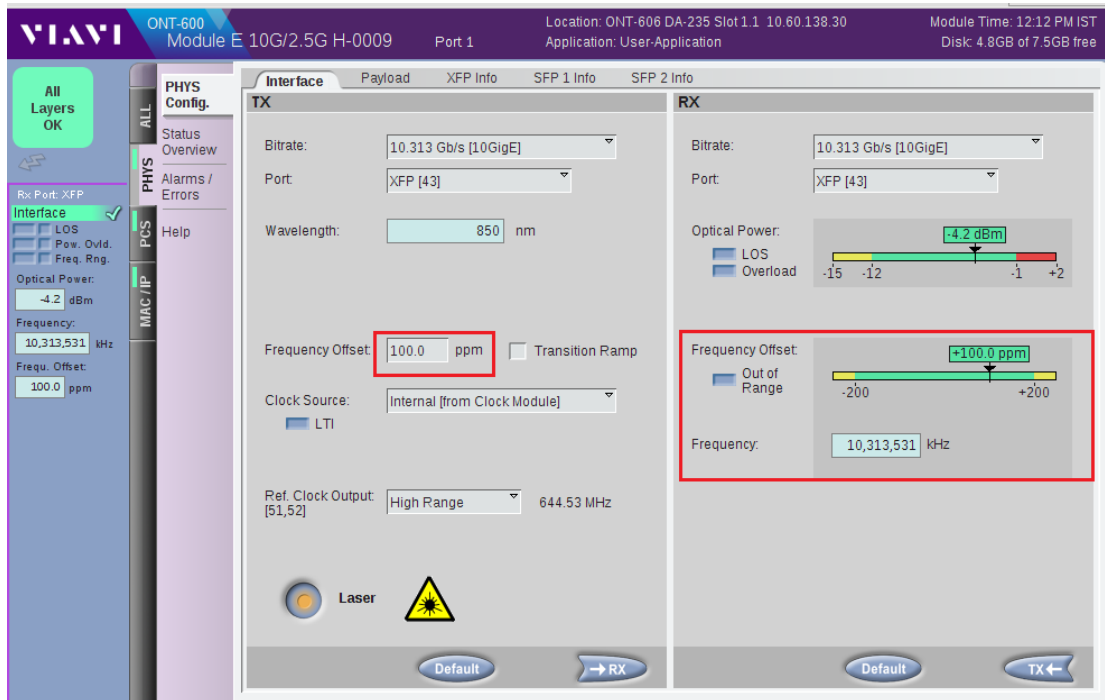 VIAVI
ONT-600
Module E 10G/2.5G H-0009 Port 1
Location: ONT-606 DA-235 Slot 1.1 10.60.138.30
Application: User-Application
Module Time: 12:12 PM IST
Disk: 4.8GB of 7.5GB free
All
Layers
OK
Rx Port: XFP
Interface
LOS
Pow. Ovld.
Freq. Rng.
Optical Power:
-4.2 dBm
Frequency:
10,313,531 kHz
Frequ. Offset:
100.0 ppm
ALL
PHYS
PCS
MAC / IP
PHYS
Config.
Status
Overview
Alarms /
Errors
Help
Interface Payload XFP Info SFP 1 Info SFP 2 Info
TX
Bitrate: 10.313 Gb/s [10GigE]
Port: XFP [43]
Wavelength: 850 nm
Frequency Offset: 100.0 ppm Transition Ramp
Clock Source: Internal [from Clock Module]
LTI
Ref. Clock Output: High Range 644.53 MHz
[51,52]
Laser
Default → RX
RX
Bitrate: 10.313 Gb/s [10GigE]
Port: XFP [43]
Optical Power: -4.2 dBm
LOS
Overload -15 -12 -1 +2
Frequency Offset: +100.0 ppm
Out of
Range -200 +200
Frequency: 10,313,531 kHz
Default TX ←